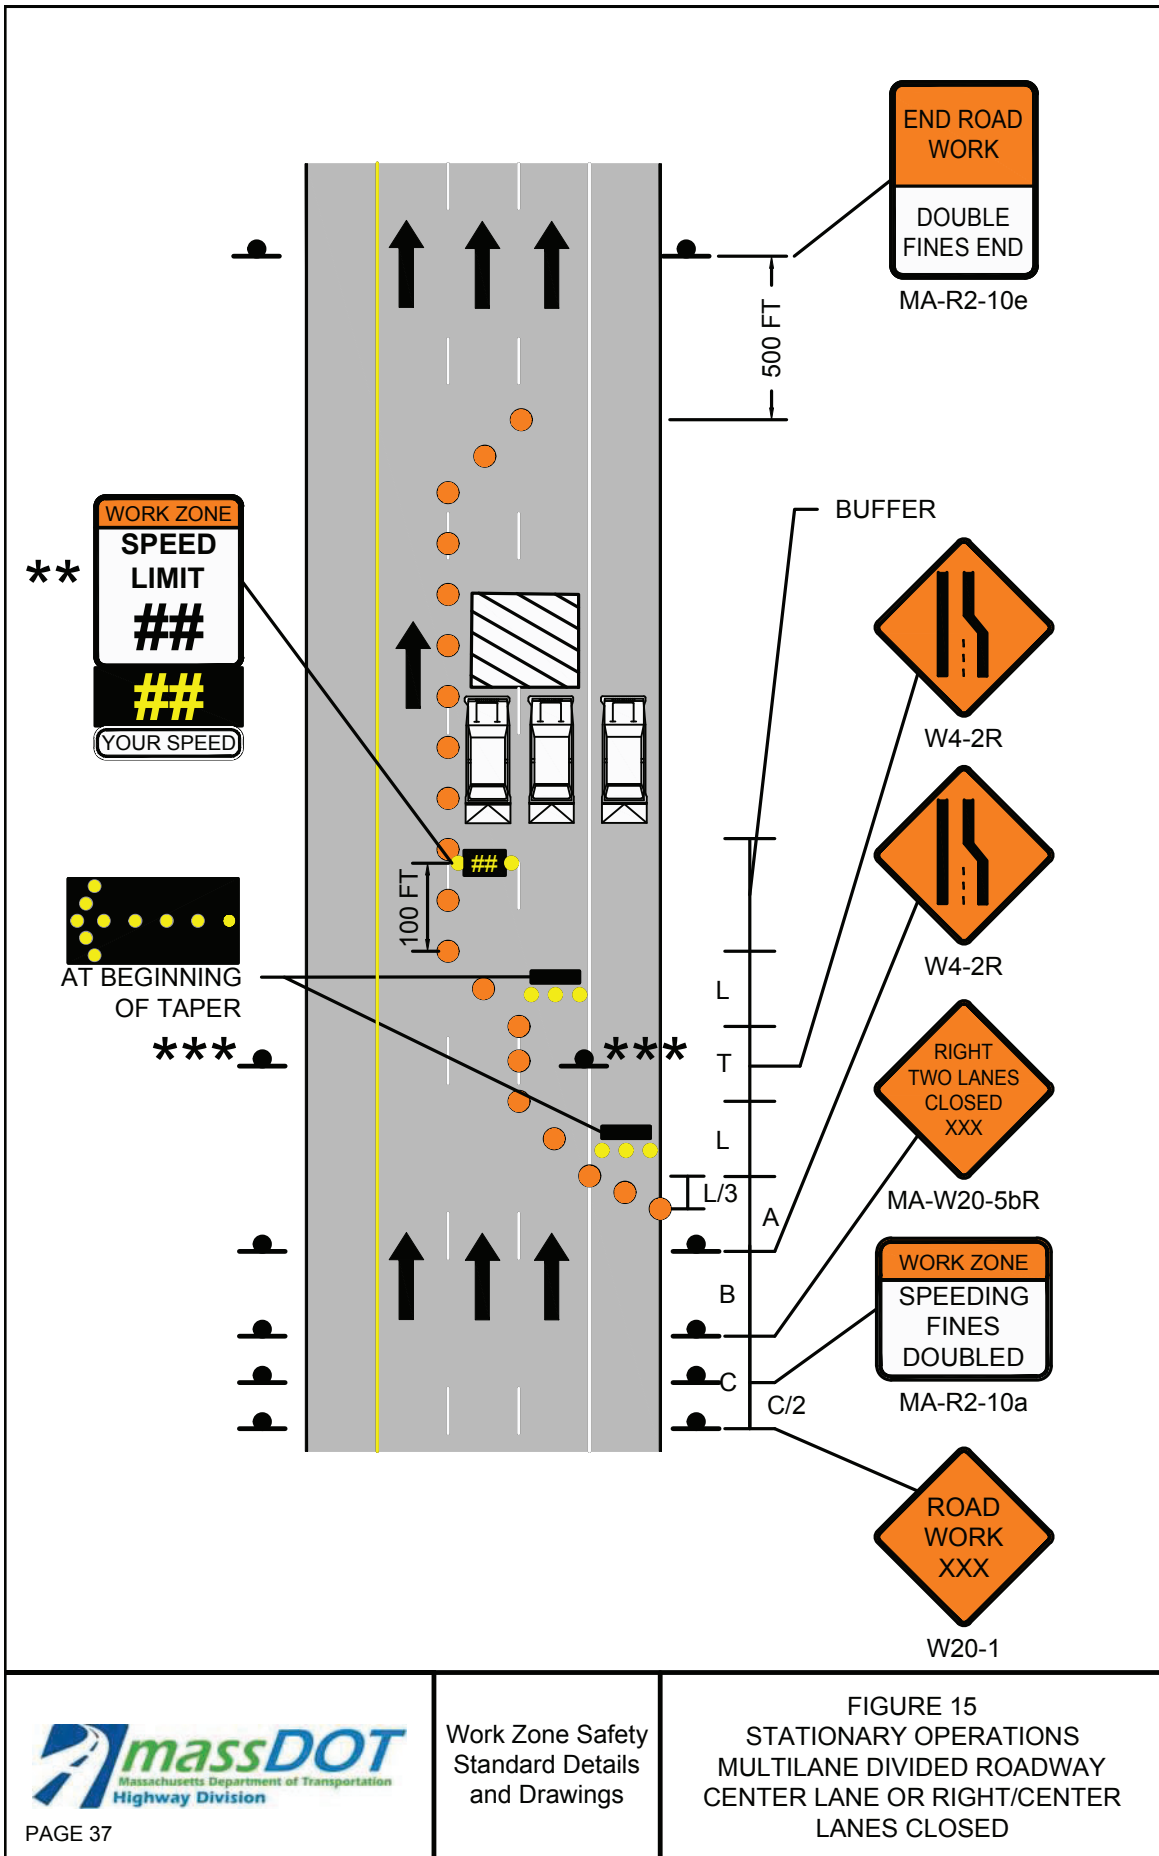 END ROAD
WORK
DOUBLE
FINES END
MA-R2-10e
500 FT
WORK ZONE
SPEED
LIMIT
##
##
YOUR SPEED
**
BUFFER
W4-2R
W4-2R
##
100 FT
AT BEGINNING
OF TAPER
***
***
L
T
L
L/3
A
B
C
C/2
RIGHT
TWO LANES
CLOSED
XXX
MA-W20-5bR
WORK ZONE
SPEEDING
FINES
DOUBLED
MA-R2-10a
ROAD
WORK
XXX
W20-1
massDOT
Massachusetts Department of Transportation
Highway Division
PAGE 37
Work Zone Safety
Standard Details
and Drawings
FIGURE 15
STATIONARY OPERATIONS
MULTILANE DIVIDED ROADWAY
CENTER LANE OR RIGHT/CENTER
LANES CLOSED